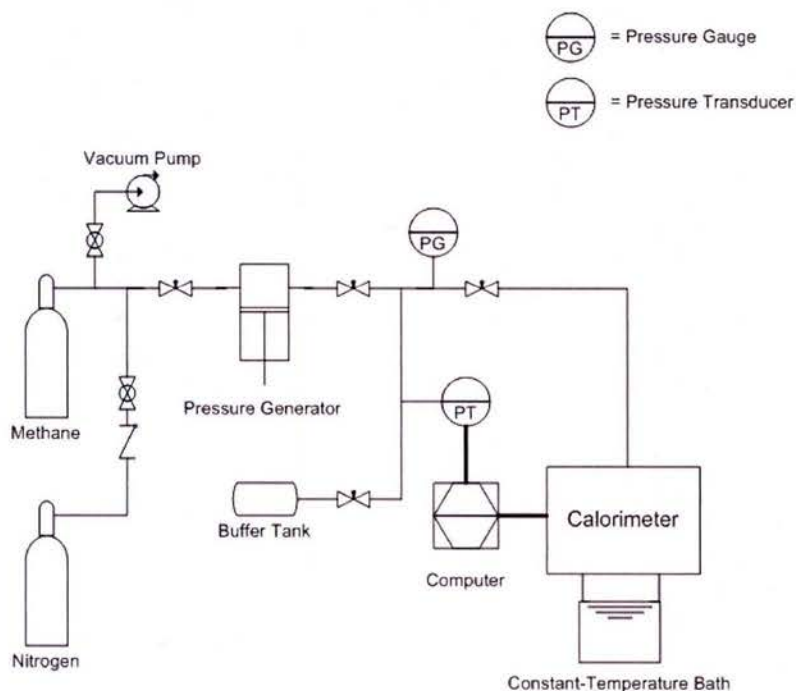 PG = Pressure Gauge
PT = Pressure Transducer
Vacuum Pump
PG
Pressure Generator
PT
Methane
Buffer Tank
Calorimeter
Computer
Nitrogen
Constant-Temperature Bath